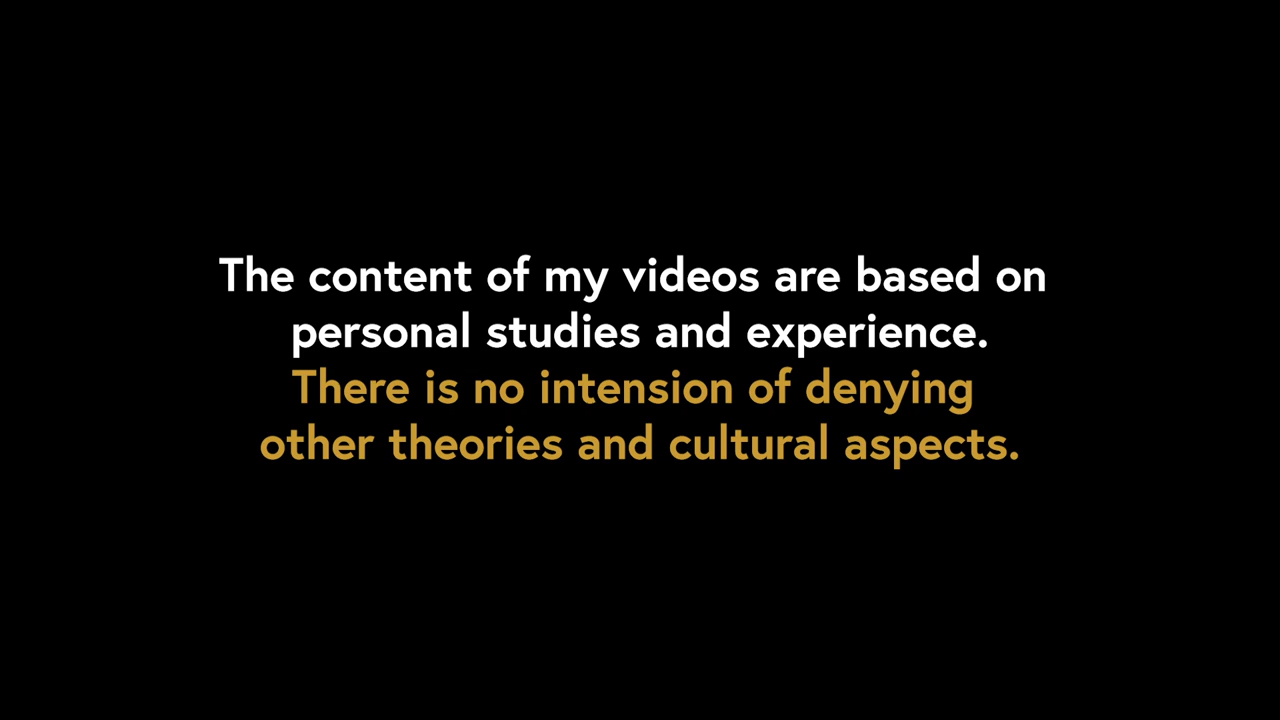 The content of my videos are based on
personal studies and experience.
There is no intension of denying
other theories and cultural aspects.